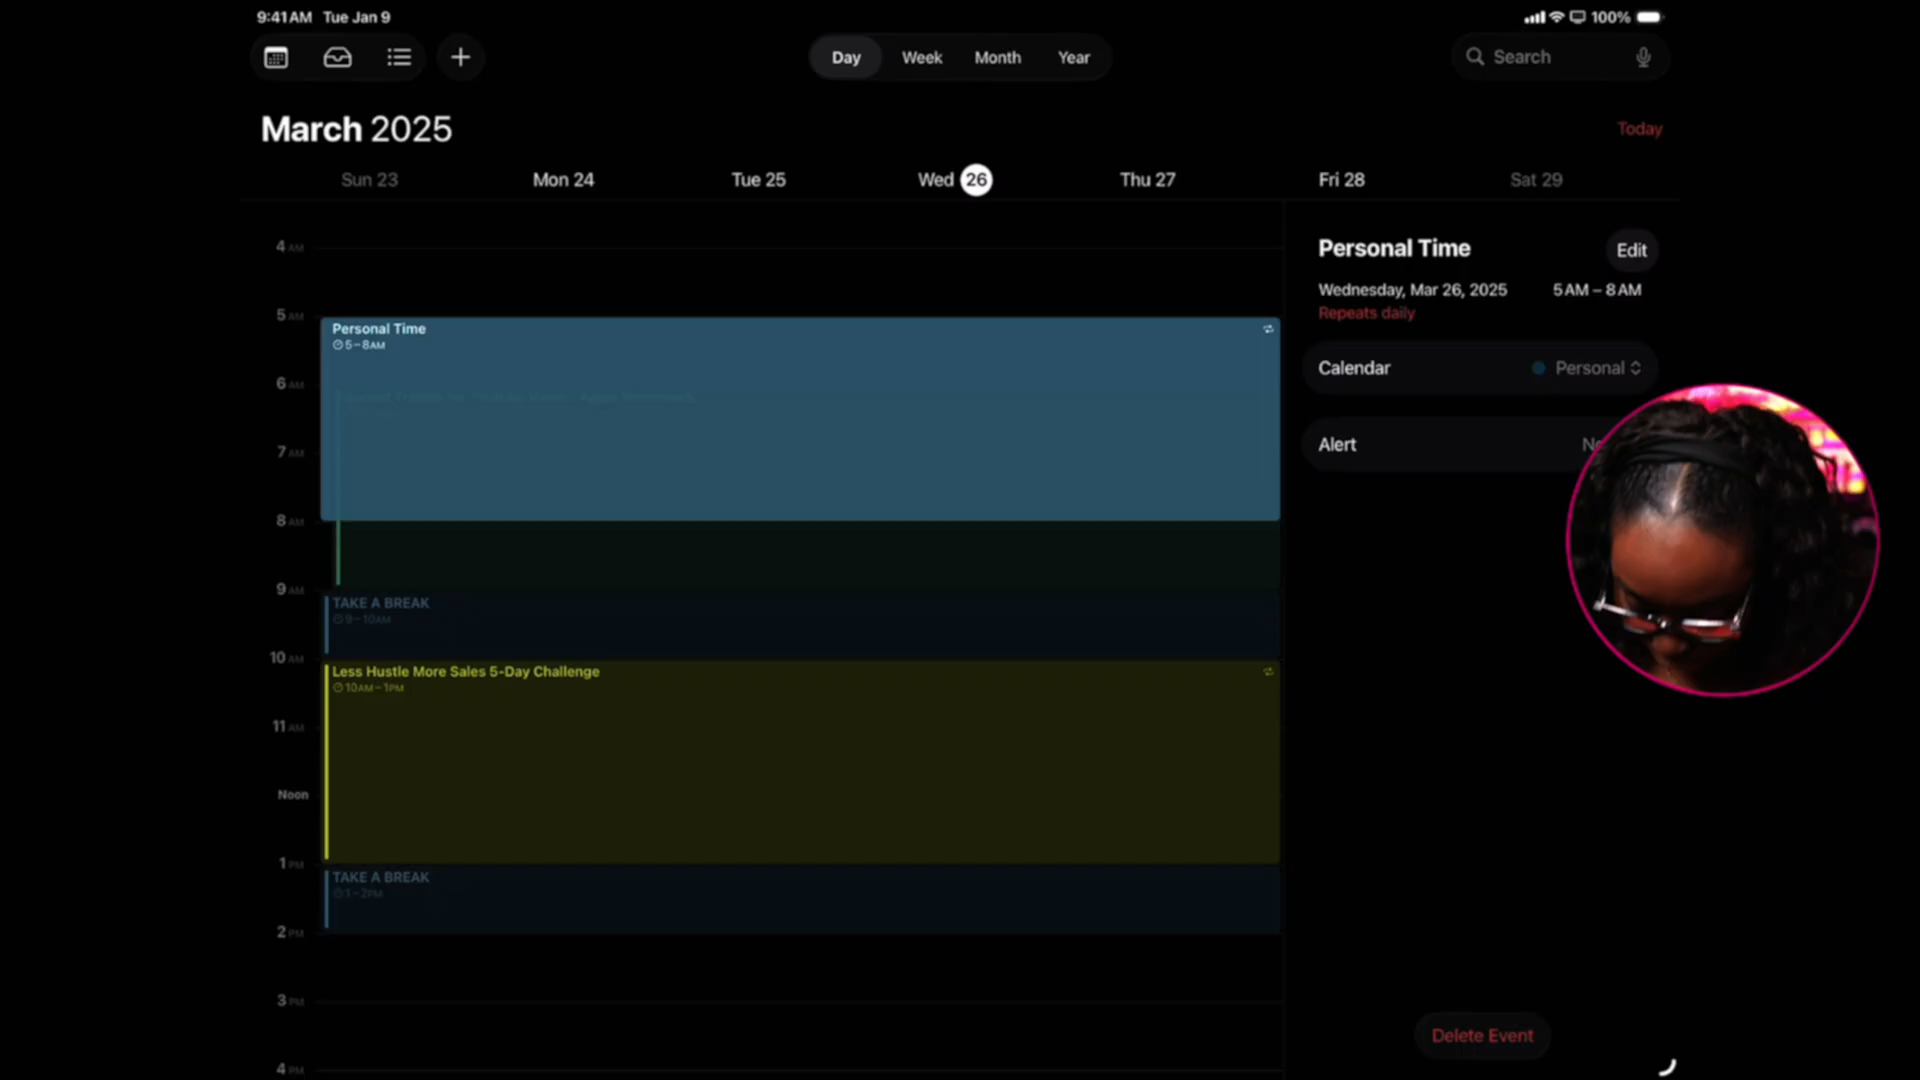 9:41 AM Tue Jan 9
100%
Day Week Month Year
Search
March 2025
Today
Sun 23 Mon 24 Tue 25 Wed 26 Thu 27 Fri 28 Sat 29
4 AM
5 AM
6 AM
7 AM
8 AM
9 AM
10 AM
11 AM
Noon
1 PM
2 PM
3 PM
4 PM
Personal Time
5–8AM
TAKE A BREAK
9–10AM
Less Hustle More Sales 5-Day Challenge
10AM–1PM
TAKE A BREAK
1–2PM
Personal Time
Edit
Wednesday, Mar 26, 2025 5 AM – 8 AM
Repeats daily
Calendar Personal
Alert
Delete Event